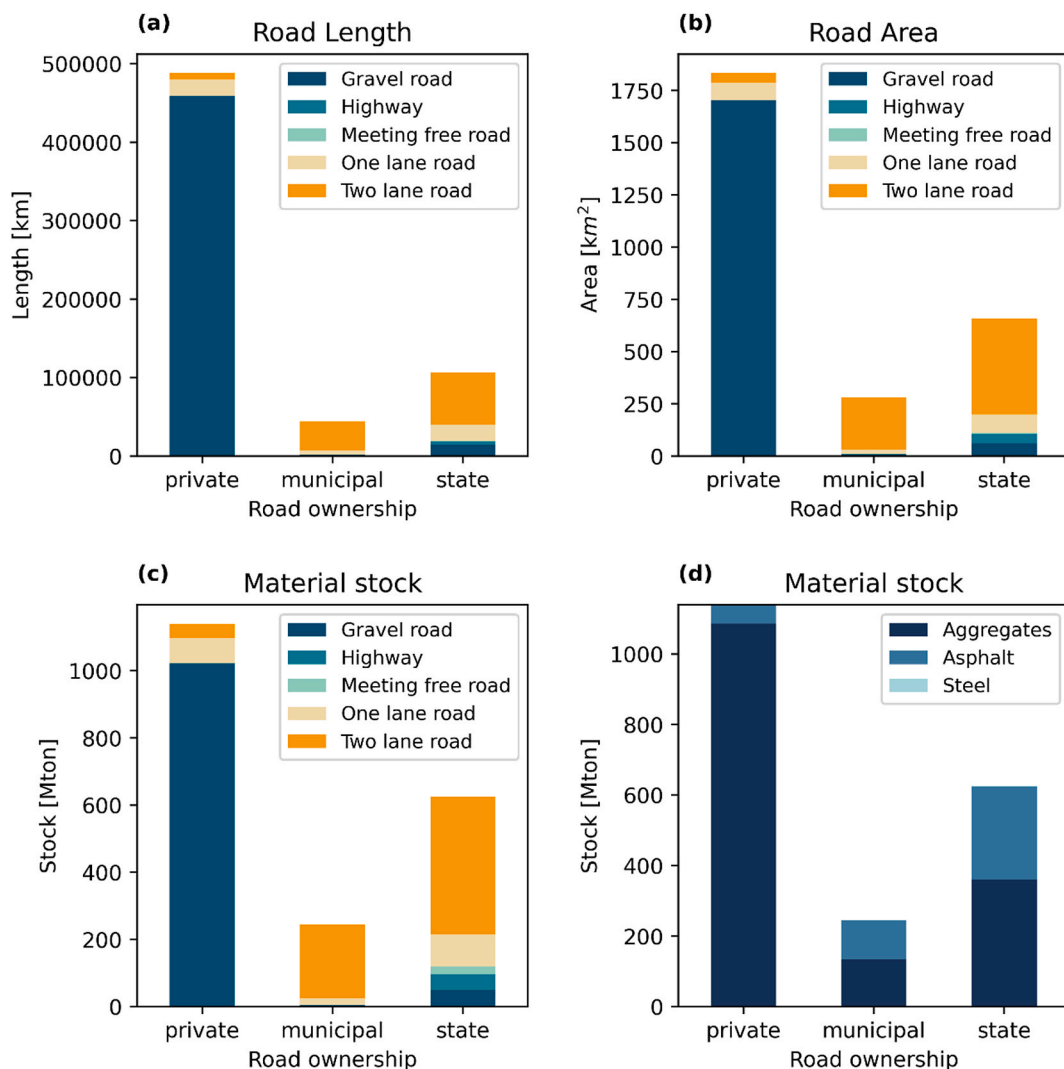 (a)
Road Length
500000
400000
300000
200000
100000
0
Length [km]
Gravel road
Highway
Meeting free road
One lane road
Two lane road
private municipal state
Road ownership
(b)
Road Area
1750
1500
1250
1000
750
500
250
0
Area [km²]
Gravel road
Highway
Meeting free road
One lane road
Two lane road
private municipal state
Road ownership
(c)
Material stock
1000
800
600
400
200
0
Stock [Mton]
Gravel road
Highway
Meeting free road
One lane road
Two lane road
private municipal state
Road ownership
(d)
Material stock
1000
800
600
400
200
0
Stock [Mton]
Aggregates
Asphalt
Steel
private municipal state
Road ownership